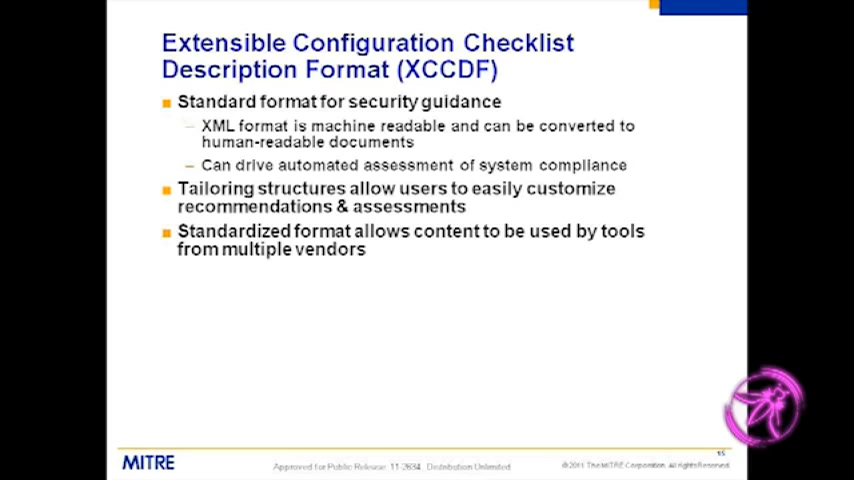 Extensible Configuration Checklist
Description Format (XCCDF)
Standard format for security guidance
– XML format is machine readable and can be converted to
human-readable documents
– Can drive automated assessment of system compliance
Tailoring structures allow users to easily customize
recommendations & assessments
Standardized format allows content to be used by tools
from multiple vendors
15
MITRE
Approved for Public Release: 11-2834. Distribution Unlimited
© 2011 The MITRE Corporation. All rights Reserved.